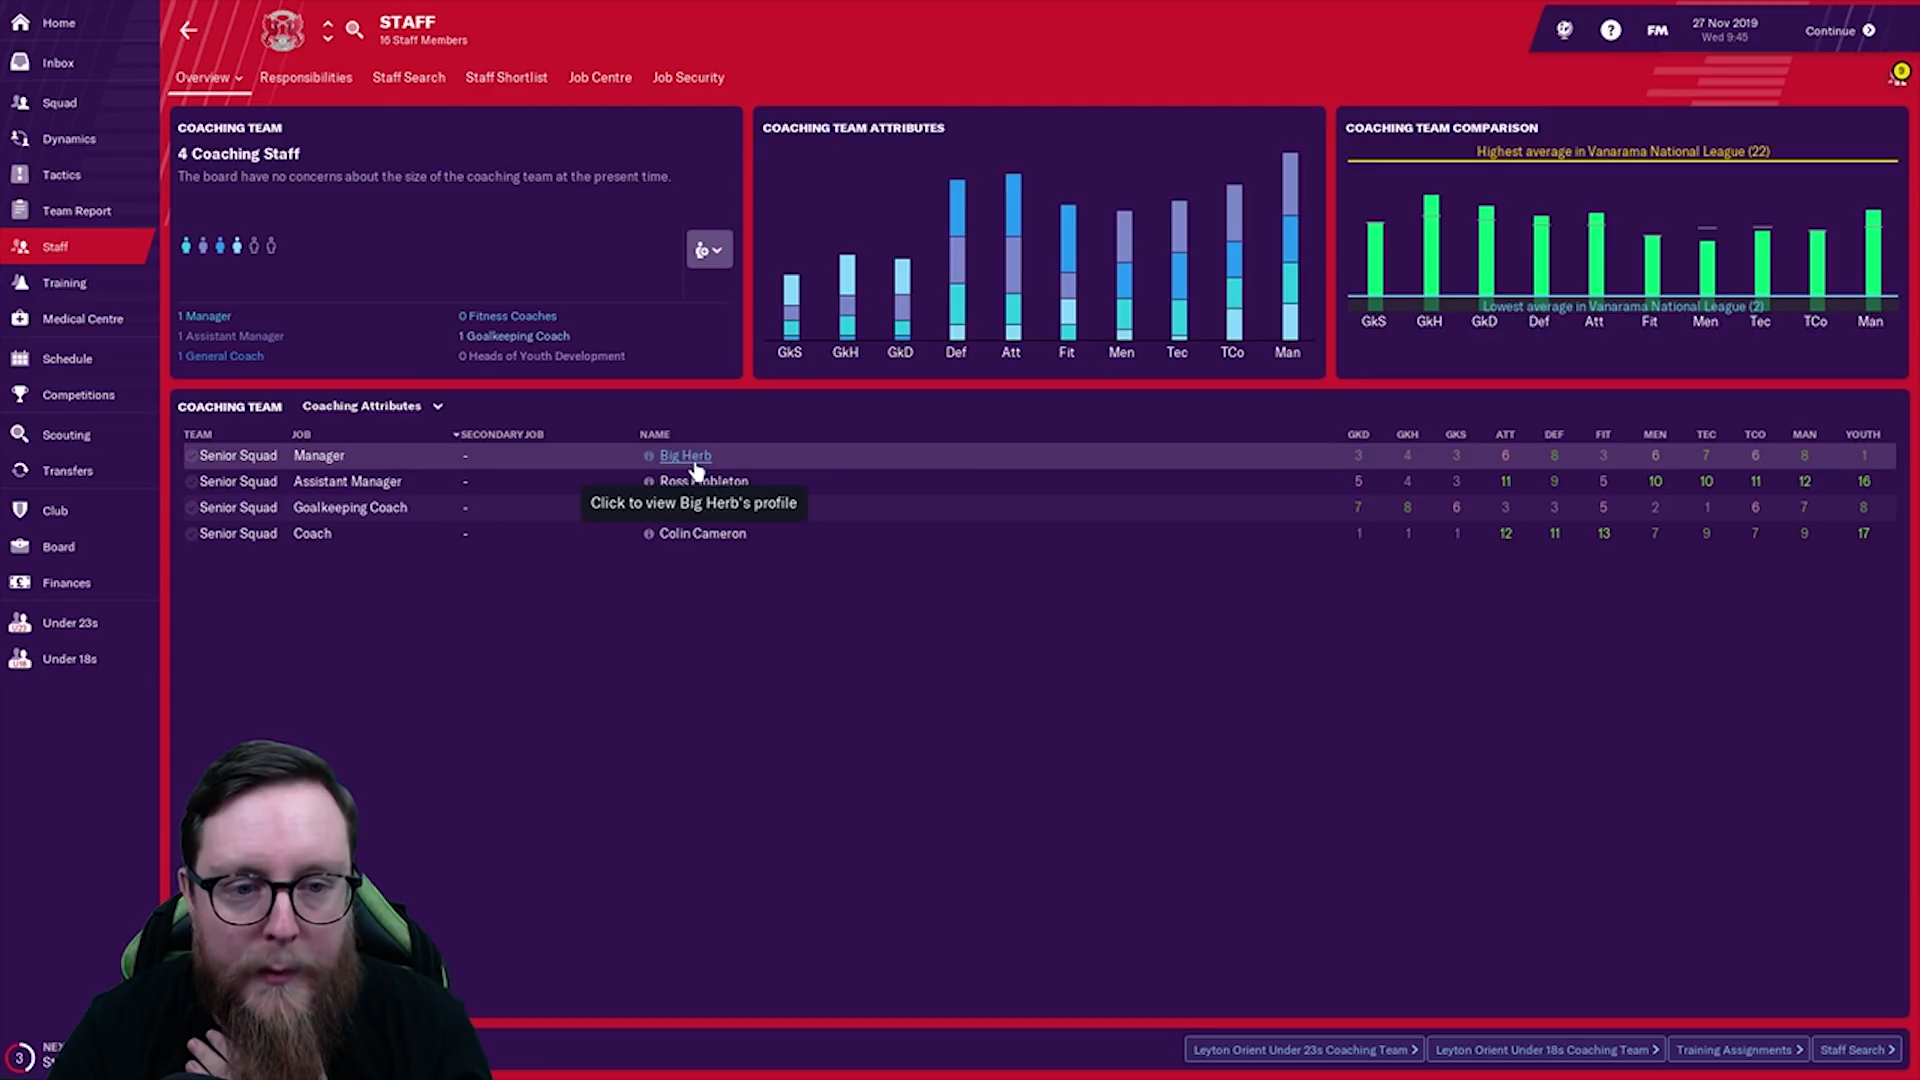 Home
Inbox
Squad
Dynamics
Tactics
Team Report
Staff
Training
Medical Centre
Schedule
Competitions
Scouting
Transfers
Club
Board
Finances
Under 23s
Under 18s
STAFF
16 Staff Members
FM
27 Nov 2019
Wed 9:45
Continue
9
Overview
Responsibilities
Staff Search
Staff Shortlist
Job Centre
Job Security
COACHING TEAM
4 Coaching Staff
The board have no concerns about the size of the coaching team at the present time.
1 Manager
0 Fitness Coaches
1 Assistant Manager
1 Goalkeeping Coach
1 General Coach
0 Heads of Youth Development
COACHING TEAM ATTRIBUTES
GkS GkH GkD Def Att Fit Men Tec TCo Man
COACHING TEAM COMPARISON
Highest average in Vanarama National League (22)
Lowest average in Vanarama National League (2)
GkS GkH GkD Def Att Fit Men Tec TCo Man
COACHING TEAM Coaching Attributes
TEAM JOB SECONDARY JOB NAME GKD GKH GKS ATT DEF FIT MEN TEC TCO MAN YOUTH
Senior Squad Manager - Big Herb 3 4 3 6 8 3 6 7 6 8 1
Senior Squad Assistant Manager - 5 4 3 11 9 5 10 10 11 12 16
Click to view Big Herb's profile
Senior Squad Goalkeeping Coach - 7 8 6 3 3 5 2 1 6 7 8
Senior Squad Coach - Colin Cameron 1 1 1 12 11 13 7 9 7 9 17
3
Leyton Orient Under 23s Coaching Team
Leyton Orient Under 18s Coaching Team
Training Assignments
Staff Search